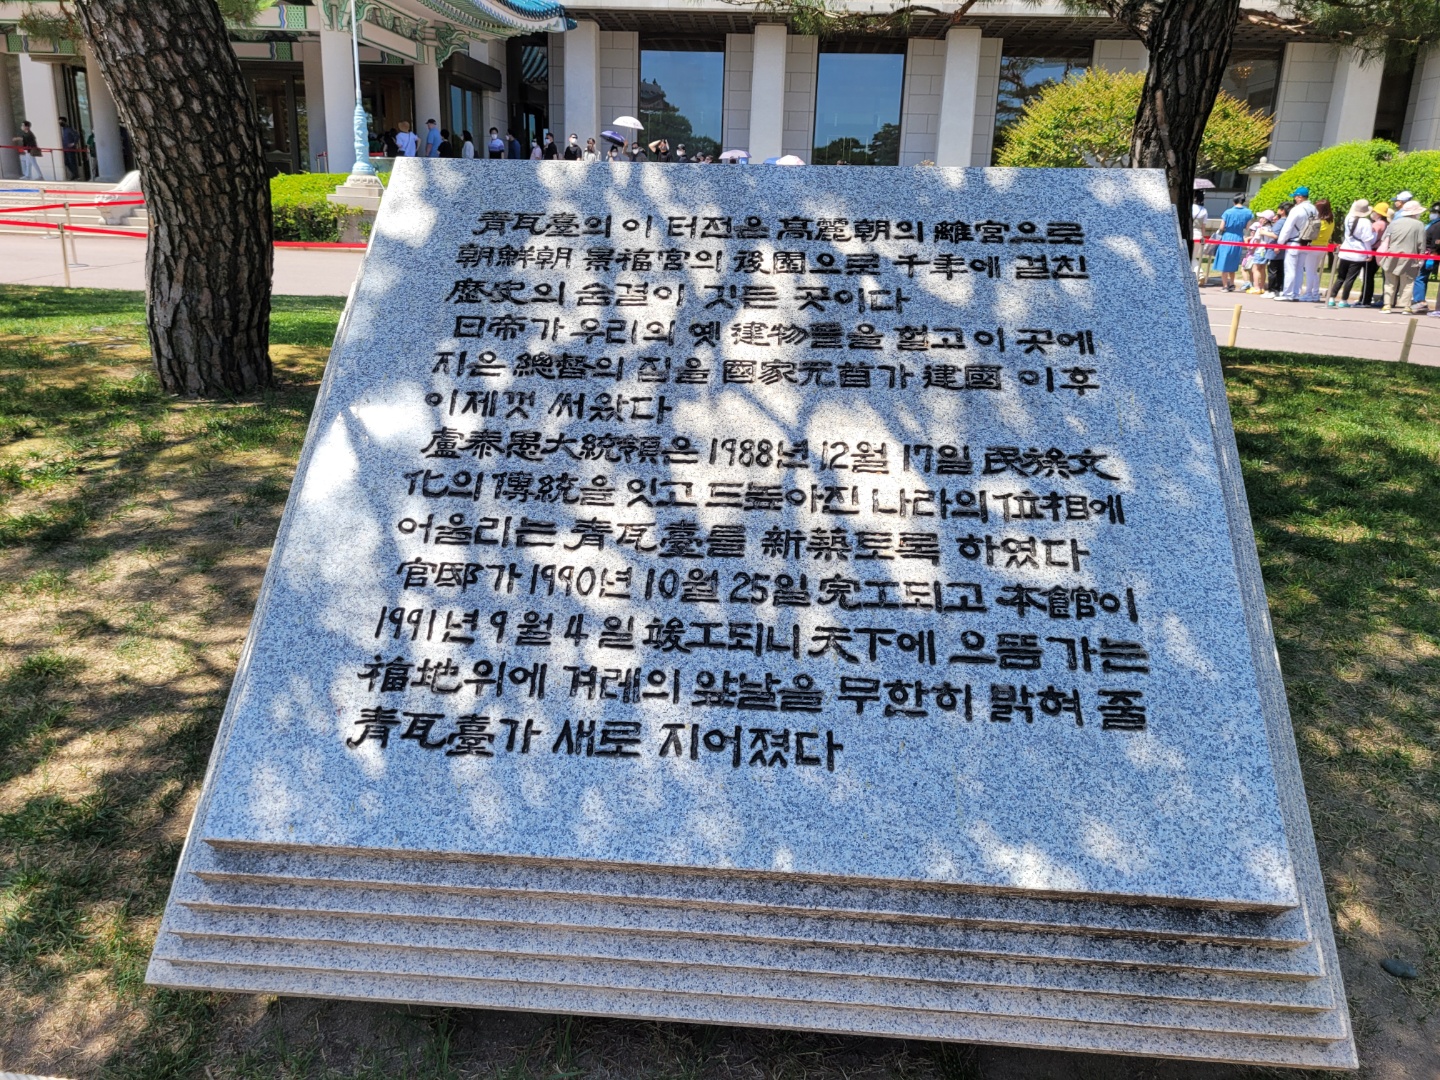 靑瓦臺의 이 터전은 高麗朝의 離宮으로
朝鮮朝 景福宮의 後園으로 千年에 걸친
歷史의 숨결이 깃든 곳이다
日帝가 우리의 옛 建物들을 헐고 이 곳에
지은 總督의 집을 國家元首가 建國 이후
이제껏 써왔다
盧泰愚大統領은 1988년 12월 17일 民族文
化의 傳統을 잇고 드높아진 나라의 位相에
어울리는 靑瓦臺를 新築토록 하였다
官邸가 1990년 10월 25일 完工되고 本館이
1991년 9월 4일 竣工되니 天下에 으뜸가는
福地위에 겨레의 앞날을 무한히 밝혀 줄
靑瓦臺가 새로 지어졌다